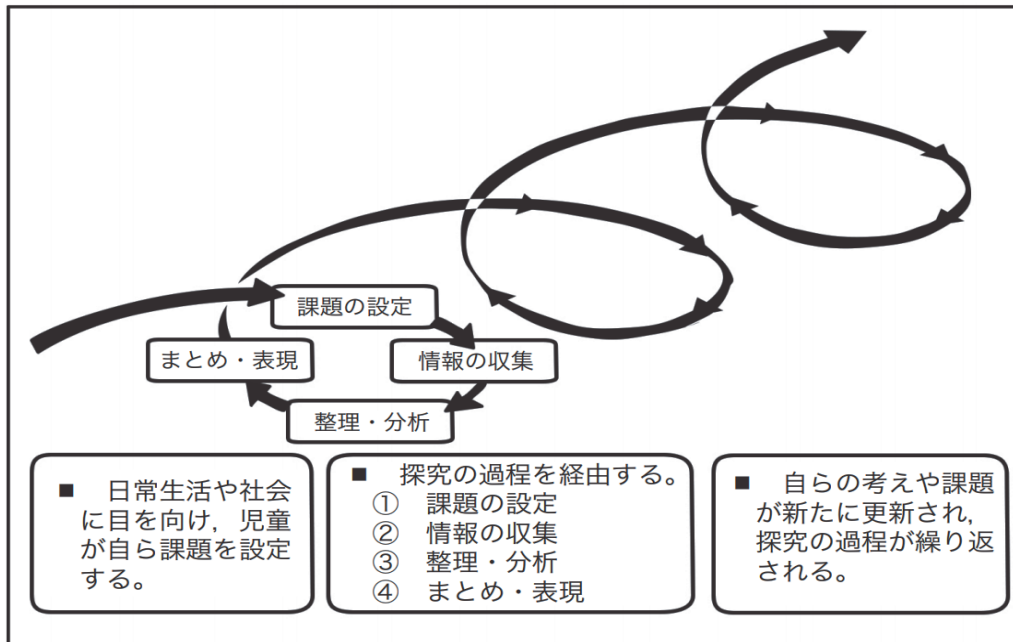 課題の設定
まとめ・表現
情報の収集
整理・分析
■ 日常生活や社会
に目を向け，児童
が自ら課題を設定
する。
■ 探究の過程を経由する。
① 課題の設定
② 情報の収集
③ 整理・分析
④ まとめ・表現
■ 自らの考えや課題
が新たに更新され，
探究の過程が繰り返
される。